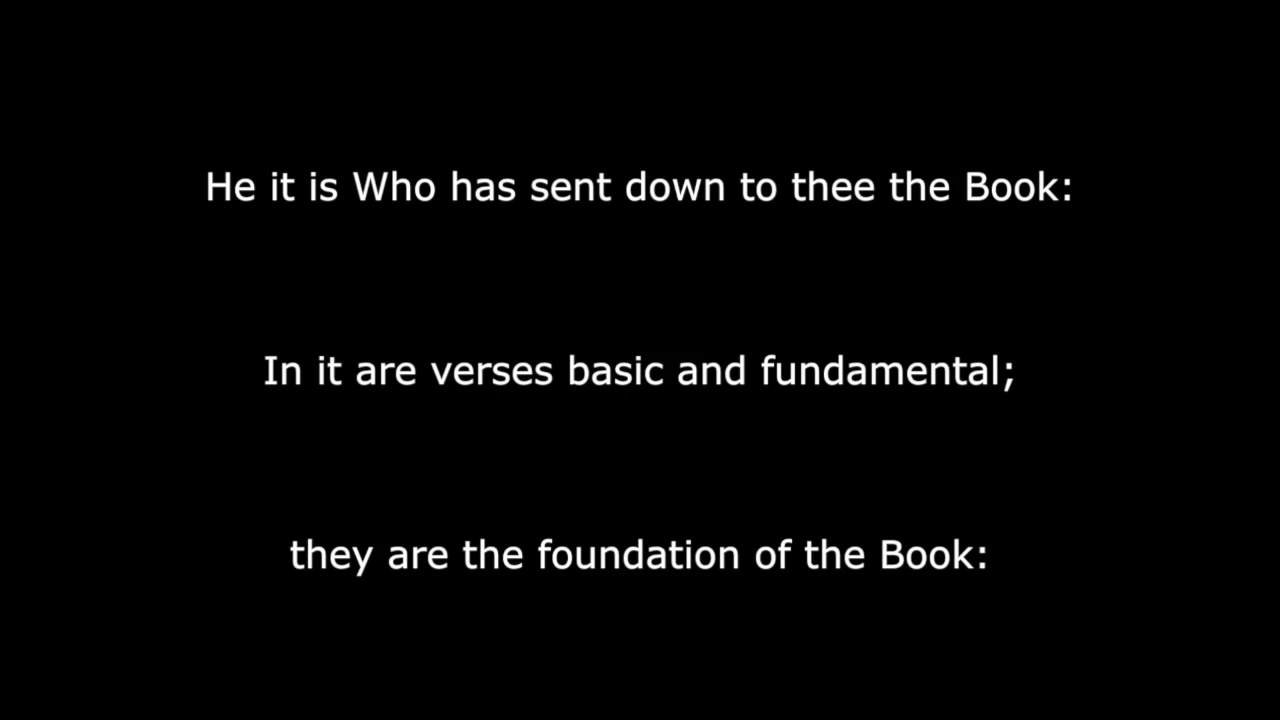 He it is Who has sent down to thee the Book:
In it are verses basic and fundamental;
they are the foundation of the Book: